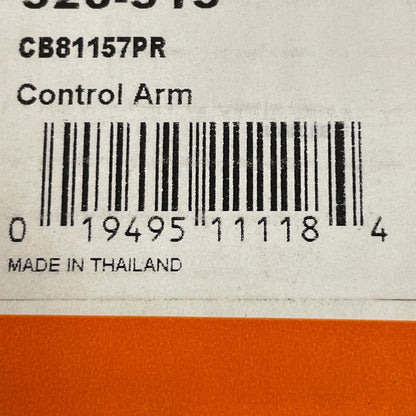 CB81157PR
Control Arm
0 19495 11118 4
MADE IN THAILAND